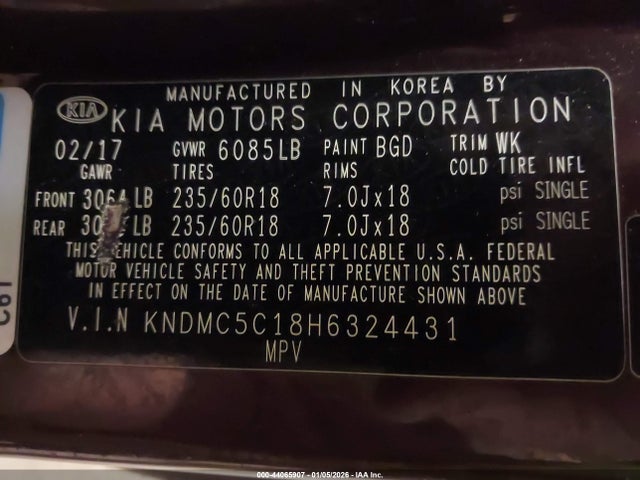 MANUFACTURED IN KOREA BY
KIA KIA MOTORS CORPORATION
02/17 GVWR 6085LB PAINT BGD TRIM WK
GAWR TIRES RIMS COLD TIRE INFL
FRONT 3064LB 235/60R18 7.0Jx18 psi SINGLE
REAR LB 235/60R18 7.0Jx18 psi SINGLE
THIS VEHICLE CONFORMS TO ALL APPLICABLE U.S.A. FEDERAL
MOTOR VEHICLE SAFETY AND THEFT PREVENTION STANDARDS
IN EFFECT ON THE DATE OF MANUFACTURE SHOWN ABOVE
V.I.N KNDMC5C18H6324431
MPV
000-44065907 - 01/05/2026 - IAA Inc.